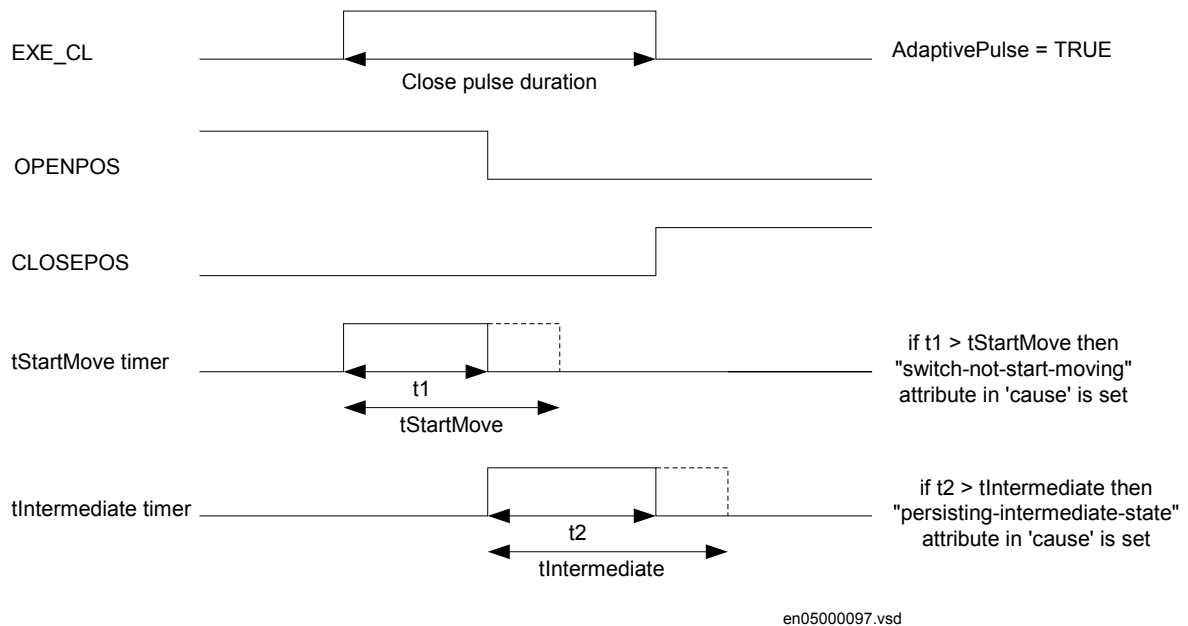 EXE_CL
AdaptivePulse = TRUE
Close pulse duration
OPENPOS
CLOSEPOS
tStartMove timer
t1
tStartMove
if t1 > tStartMove then
"switch-not-start-moving"
attribute in 'cause' is set
tIntermediate timer
t2
tIntermediate
if t2 > tIntermediate then
"persisting-intermediate-state"
attribute in 'cause' is set
en05000097.vsd